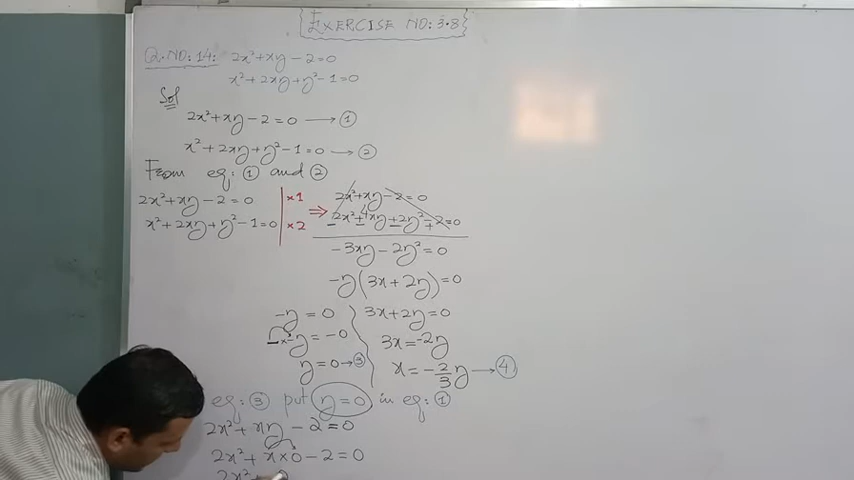 EXERCISE NO: 3.8
Q.NO: 14: 2x²+xy-2=0
x²+2xy+y²-1=0
Sol
2x²+xy-2=0 → ①
x²+2xy+y²-1=0 → ②
From eq: ① and ②
2x²+xy-2=0 | ×1
x²+2xy+y²-1=0 | ×2
⇒ 2x²+xy-2=0
2x²+4xy+2y²-2=0
-3xy-2y²=0
-y(3x+2y)=0
-y=0
-×-y=-0
y=0→③
3x+2y=0
3x=-2y
x=-2/3y→④
eq: ③ put y=0 in eq: ①
2x²+xy-2=0
2x²+x×0-2=0
2x²+0